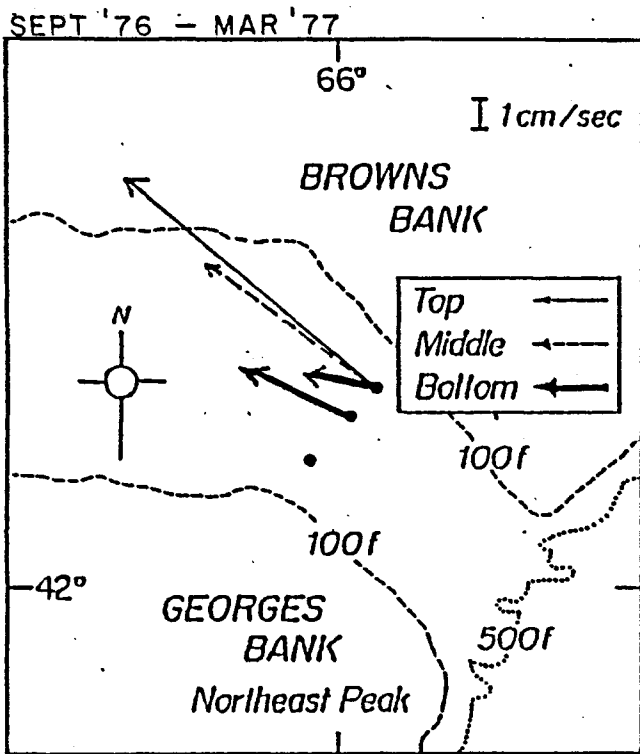 SEPT '76 – MAR '77
66°
1 cm/sec
BROWNS
BANK
N
Top
Middle
Bottom
100f
100f
42°
GEORGES
BANK
500f
Northeast Peak